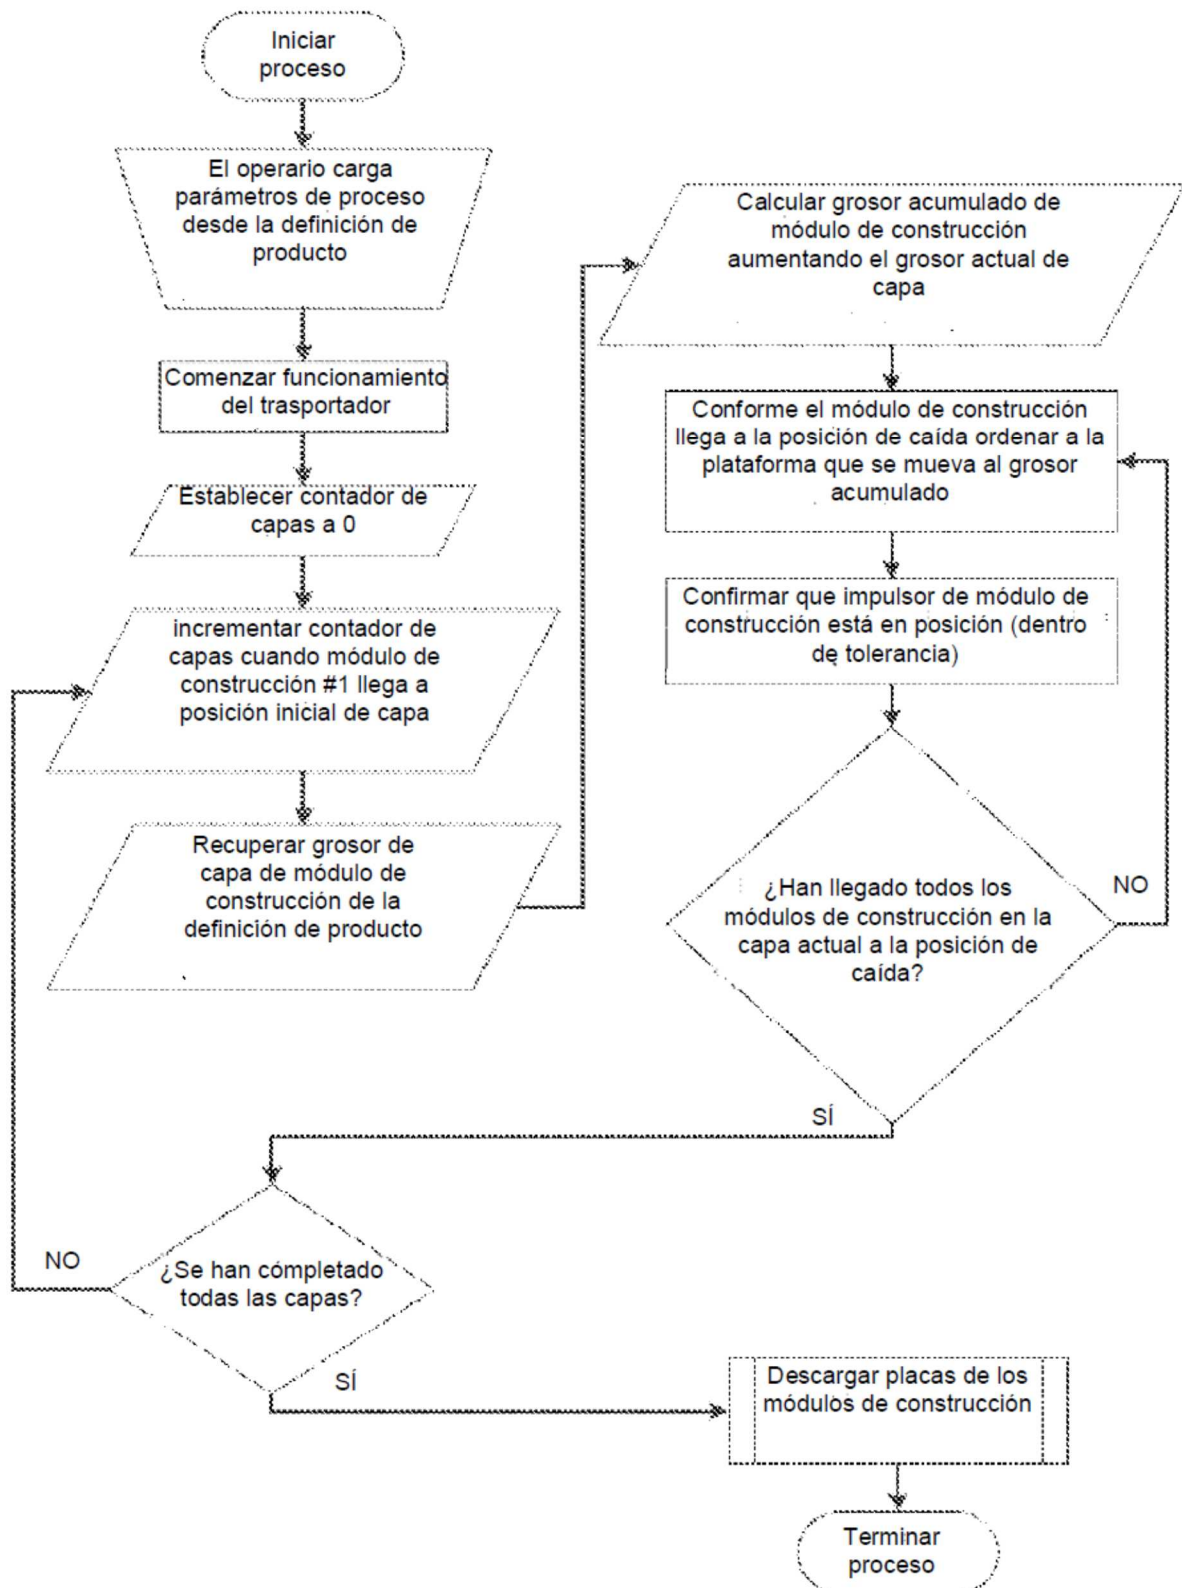 Iniciar
proceso
El operario carga
parámetros de proceso
desde la definición de
producto
Comenzar funcionamiento
del trasportador
Establecer contador de
capas a 0
incrementar contador de
capas cuando módulo de
construcción #1 llega a
posición inicial de capa
Recuperar grosor de
capa de módulo de
construcción de la
definición de producto
Calcular grosor acumulado de
módulo de construcción
aumentando el grosor actual de
capa
Conforme el módulo de construcción
llega a la posición de caída ordenar a la
plataforma que se mueva al grosor
acumulado
Confirmar que impulsor de módulo de
construcción está en posición (dentro
de tolerancia)
¿Han llegado todos los
módulos de construcción en la
capa actual a la posición de
caída?
NO
SÍ
¿Se han completado
todas las capas?
NO
SÍ
Descargar placas de los
módulos de construcción
Terminar
proceso